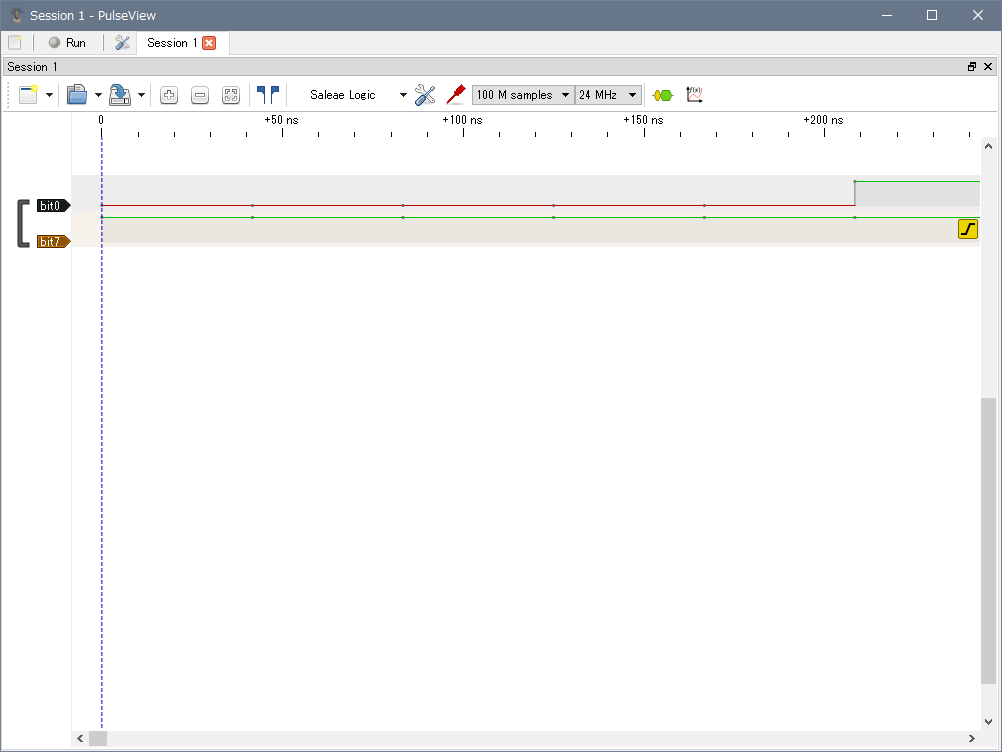 Session 1 - PulseView
Run
Session 1
Session 1
Saleae Logic
100 M samples
24 MHz
f(x)
0
+50 ns
+100 ns
+150 ns
+200 ns
bit0
bit7